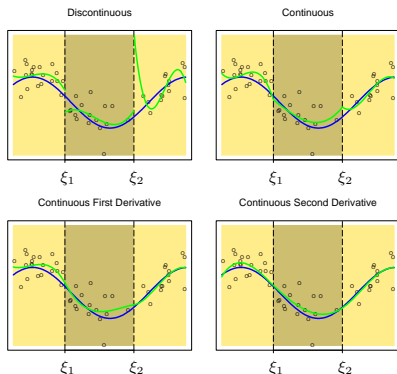 Discontinuous
Continuous
ξ1 ξ2
ξ1 ξ2
Continuous First Derivative
Continuous Second Derivative
ξ1 ξ2
ξ1 ξ2